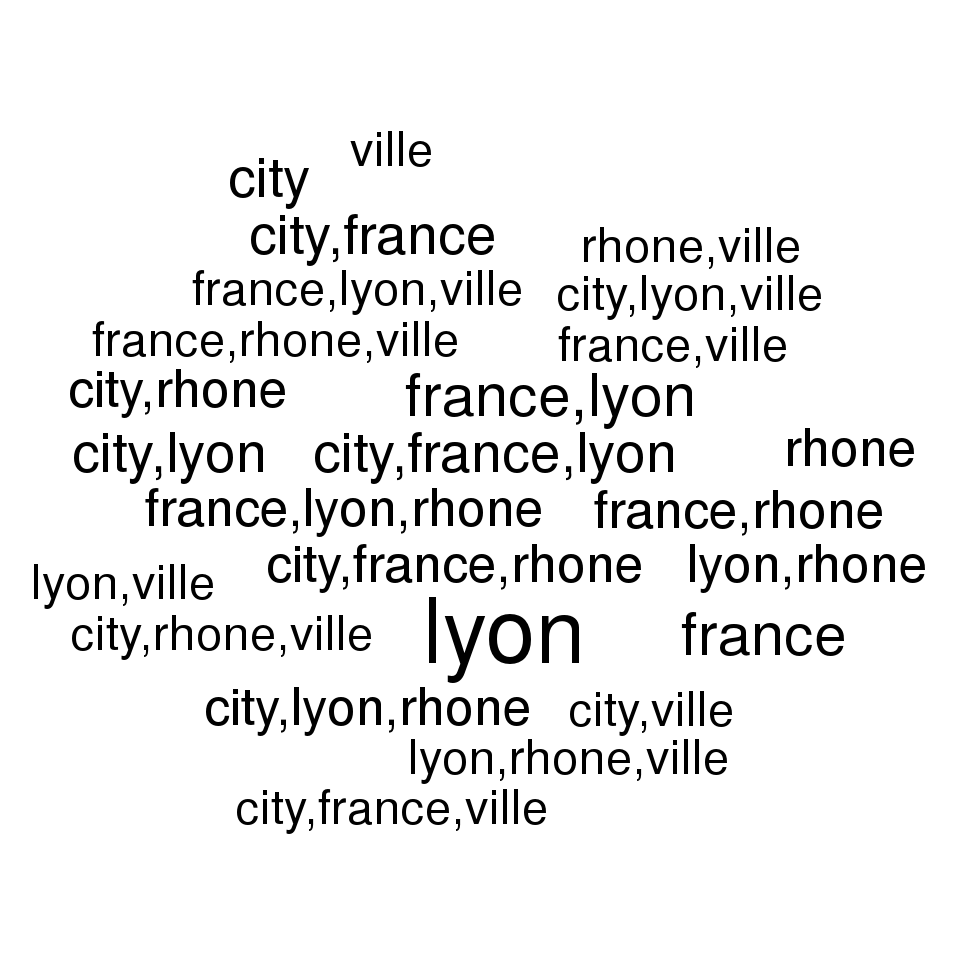 ville
city
city,france
rhone,ville
france,lyon,ville
city,lyon,ville
france,rhone,ville
france,ville
city,rhone
france,lyon
city,lyon
city,france,lyon
rhone
france,lyon,rhone
france,rhone
city,france,rhone
lyon,rhone
lyon,ville
city,rhone,ville
lyon
france
city,lyon,rhone
city,ville
lyon,rhone,ville
city,france,ville